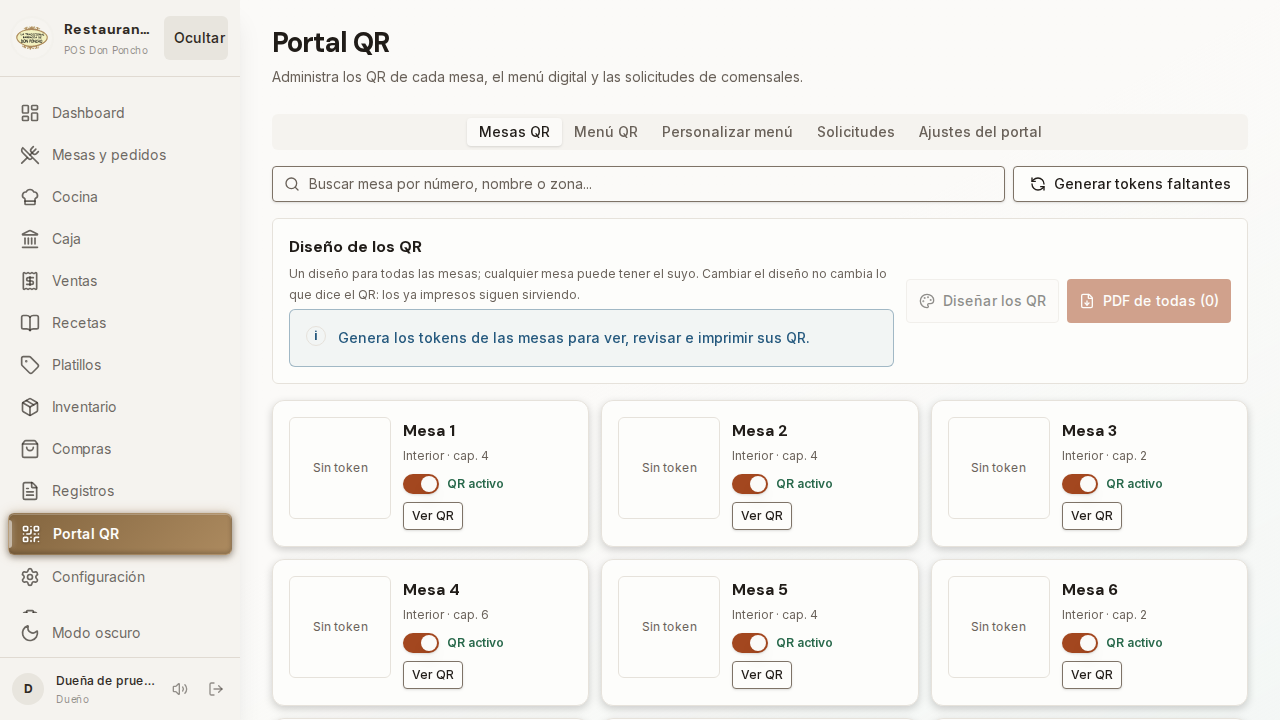 Restauran...
POS Don Poncho
Ocultar
Dashboard
Mesas y pedidos
Cocina
Caja
Ventas
Recetas
Platillos
Inventario
Compras
Registros
Portal QR
Configuración
Modo oscuro
D
Dueña de prue...
Dueño
Portal QR
Administra los QR de cada mesa, el menú digital y las solicitudes de comensales.
Mesas QR
Menú QR
Personalizar menú
Solicitudes
Ajustes del portal
Buscar mesa por número, nombre o zona...
Generar tokens faltantes
Diseño de los QR
Un diseño para todas las mesas; cualquier mesa puede tener el suyo. Cambiar el diseño no cambia lo
que dice el QR: los ya impresos siguen sirviendo.
i
Genera los tokens de las mesas para ver, revisar e imprimir sus QR.
Diseñar los QR
PDF de todas (0)
Sin token
Mesa 1
Interior · cap. 4
QR activo
Ver QR
Sin token
Mesa 2
Interior · cap. 4
QR activo
Ver QR
Sin token
Mesa 3
Interior · cap. 2
QR activo
Ver QR
Sin token
Mesa 4
Interior · cap. 6
QR activo
Ver QR
Sin token
Mesa 5
Interior · cap. 4
QR activo
Ver QR
Sin token
Mesa 6
Interior · cap. 2
QR activo
Ver QR